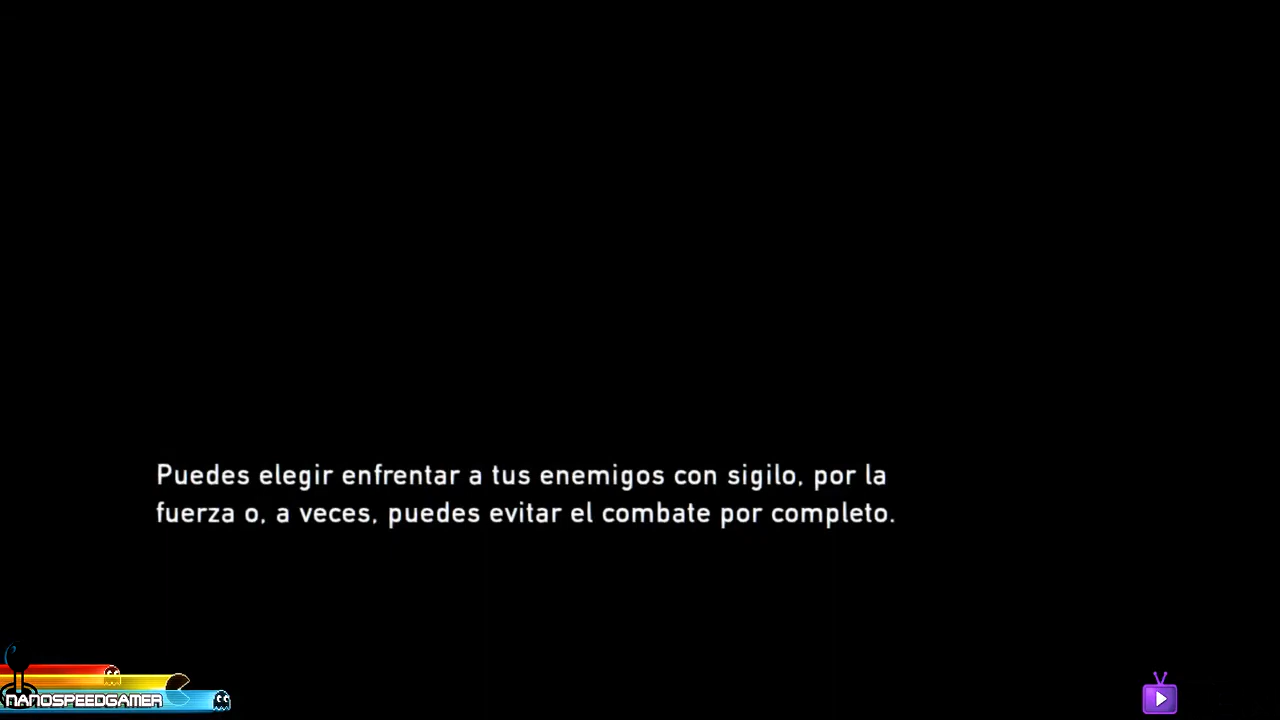 Puedes elegir enfrentar a tus enemigos con sigilo, por la
fuerza o, a veces, puedes evitar el combate por completo.
NANOSPEEDGAMER